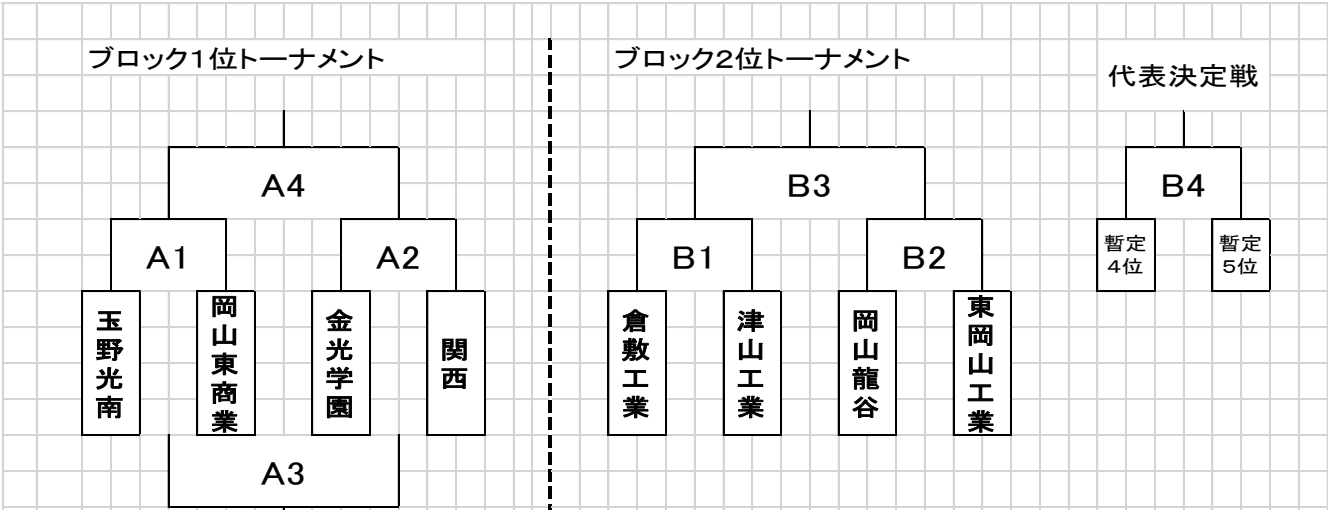 ブロック１位トーナメント
ブロック２位トーナメント
代表決定戦
A4
B3
B4
A1
A2
B1
B2
暫定
４位
暫定
５位
玉野光南
岡山東商業
金光学園
関西
倉敷工業
津山工業
岡山龍谷
東岡山工業
A3